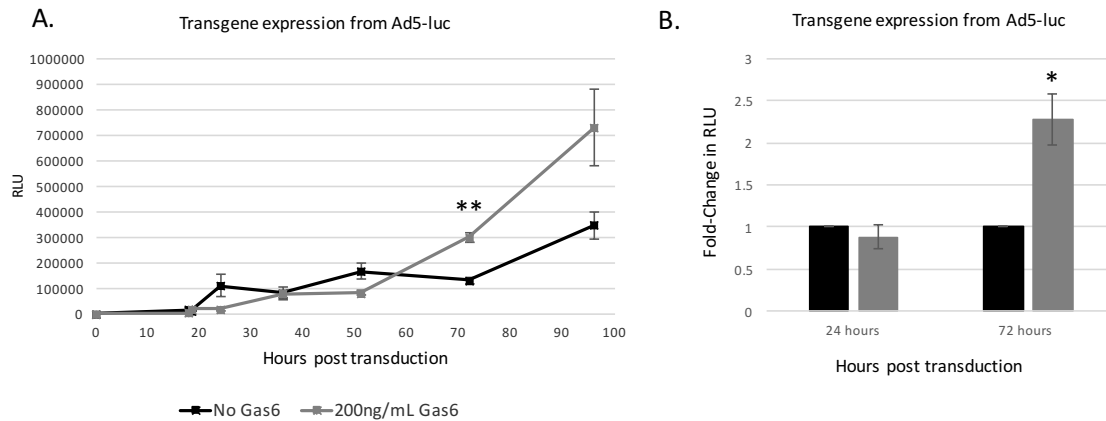 A.
Transgene expression from Ad5-luc
1000000
900000
800000
700000
600000
500000
400000
300000
200000
100000
0
RLU
**
0 10 20 30 40 50 60 70 80 90 100
Hours post transduction
No Gas6 200ng/mL Gas6
B.
Transgene expression from Ad5-luc
3
2.5
2
1.5
1
0.5
0
Fold-Change in RLU
*
24 hours 72 hours
Hours post transduction